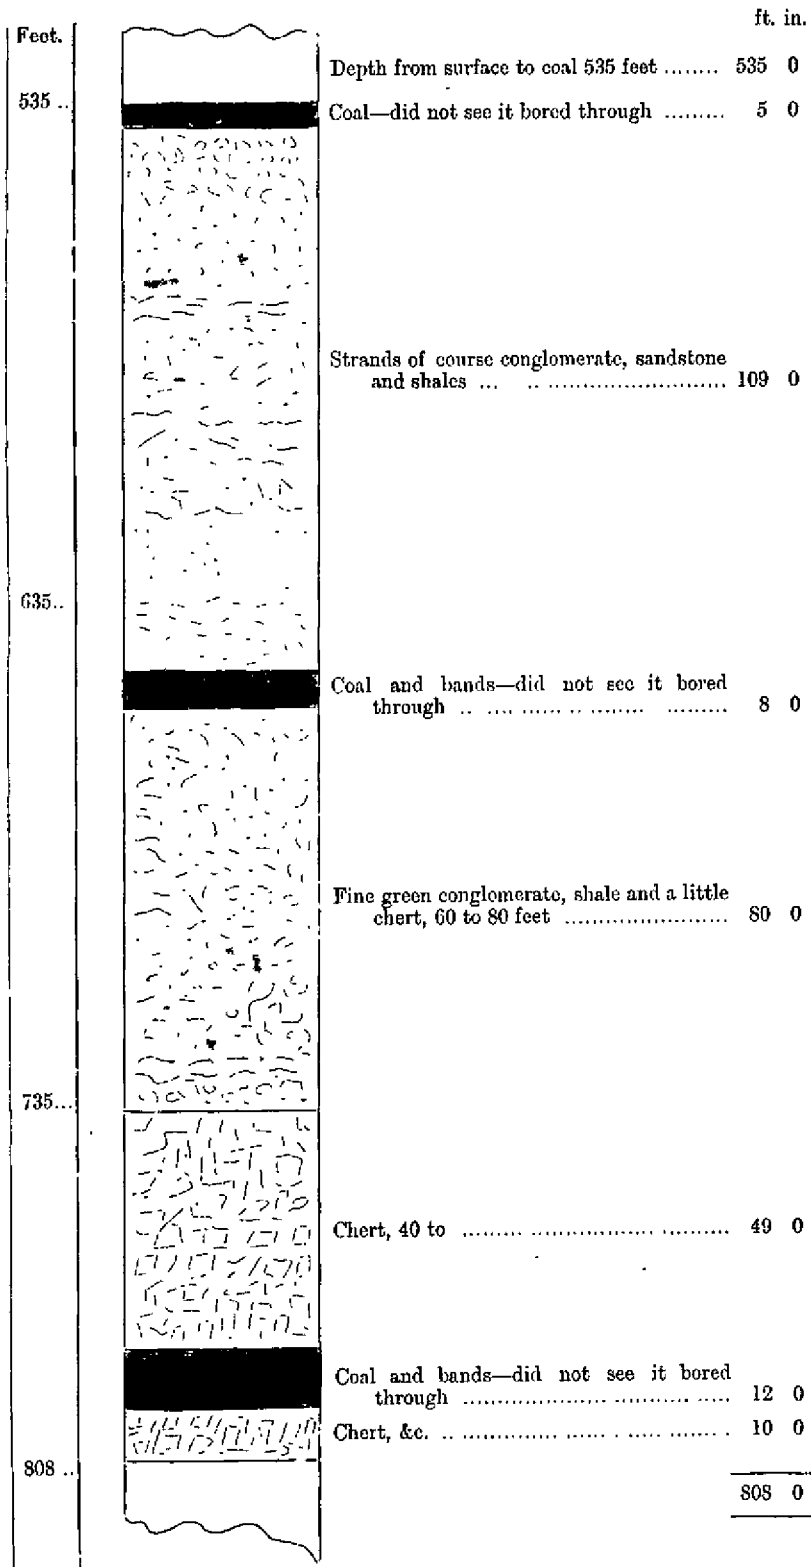 ft. in.
Feet.
Depth from surface to coal 535 feet ........ 535 0
535 ..
Coal—did not see it bored through ......... 5 0
Strands of course conglomerate, sandstone
and shales ... .. ............................ 109 0
635..
Coal and bands—did not see it bored
through .. .... ...... .. ........ ......... 8 0
Fine green conglomerate, shale and a little
chert, 60 to 80 feet ........................ 80 0
735...
Chert, 40 to ......... .................. ......... 49 0
Coal and bands—did not see it bored
through ............................ .... 12 0
Chert, &c. .. .............. ...... . ..... ........ 10 0
808 ..
808 0